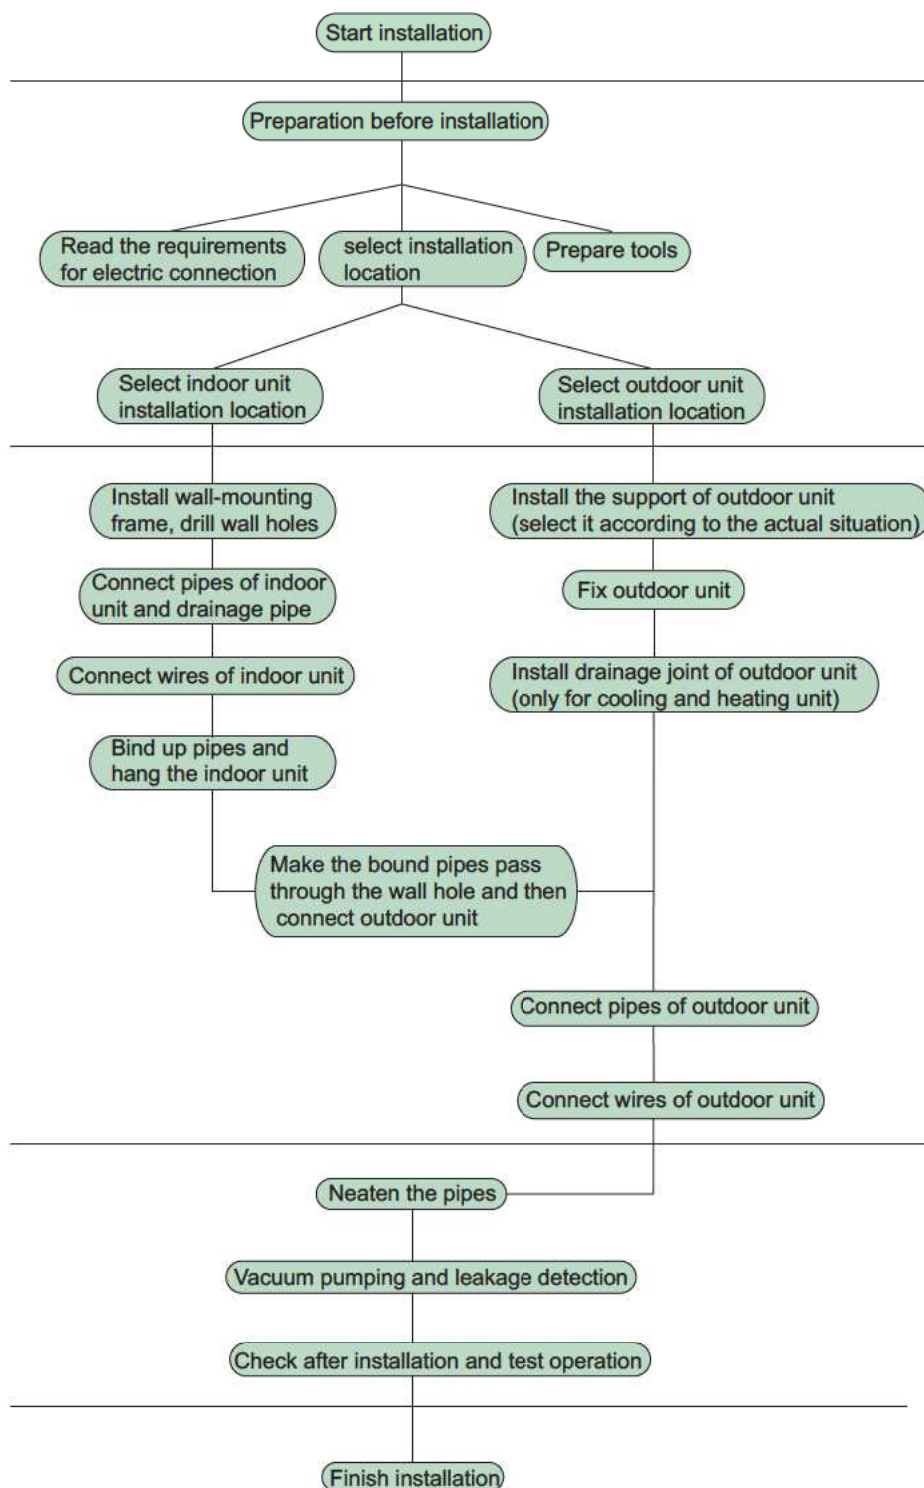 Start installation
Preparation before installation
Read the requirements
for electric connection
select installation
location
Prepare tools
Select indoor unit
installation location
Select outdoor unit
installation location
Install wall-mounting
frame, drill wall holes
Install the support of outdoor unit
(select it according to the actual situation)
Connect pipes of indoor
unit and drainage pipe
Fix outdoor unit
Connect wires of indoor unit
Install drainage joint of outdoor unit
(only for cooling and heating unit)
Bind up pipes and
hang the indoor unit
Make the bound pipes pass
through the wall hole and then
connect outdoor unit
Connect pipes of outdoor unit
Connect wires of outdoor unit
Neaten the pipes
Vacuum pumping and leakage detection
Check after installation and test operation
Finish installation